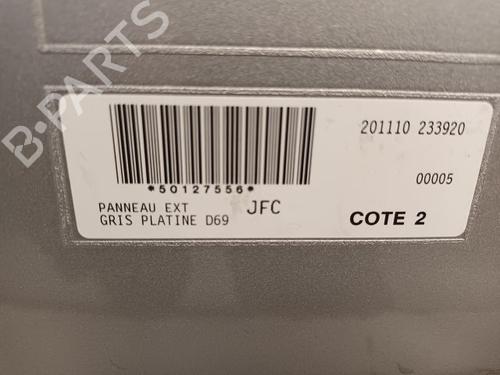 B-PARTS
201110 233920
*50127556*
00005
PANNEAU EXT
GRIS PLATINE D69
JFC
COTE 2